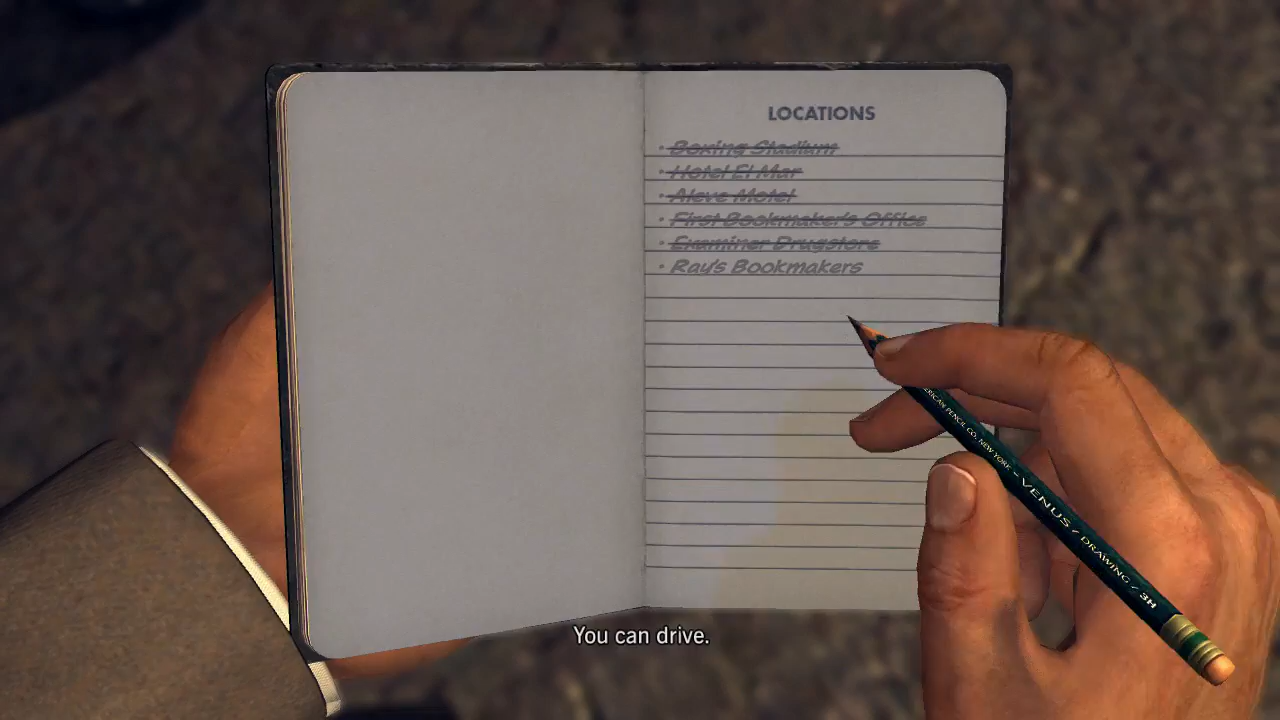 LOCATIONS
· Boxing Stadium
· Hotel El Mar
· Aleve Motel
· First Bookmaker's Office
· Examiner Drugstore
· Ray's Bookmakers
ERICAN PENCIL CO. NEW YORK – VENUS / DRAWING / 3H
You can drive.